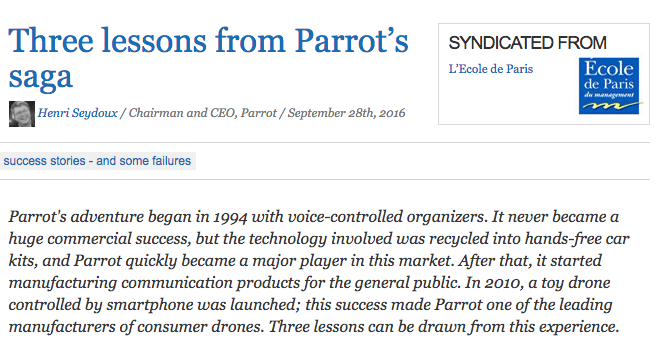 Three lessons from Parrot’s
saga
Henri Seydoux / Chairman and CEO, Parrot / September 28th, 2016
SYNDICATED FROM
L’Ecole de Paris
Ecole
de Paris
du management
success stories - and some failures
Parrot's adventure began in 1994 with voice-controlled organizers. It never became a
huge commercial success, but the technology involved was recycled into hands-free car
kits, and Parrot quickly became a major player in this market. After that, it started
manufacturing communication products for the general public. In 2010, a toy drone
controlled by smartphone was launched; this success made Parrot one of the leading
manufacturers of consumer drones. Three lessons can be drawn from this experience.